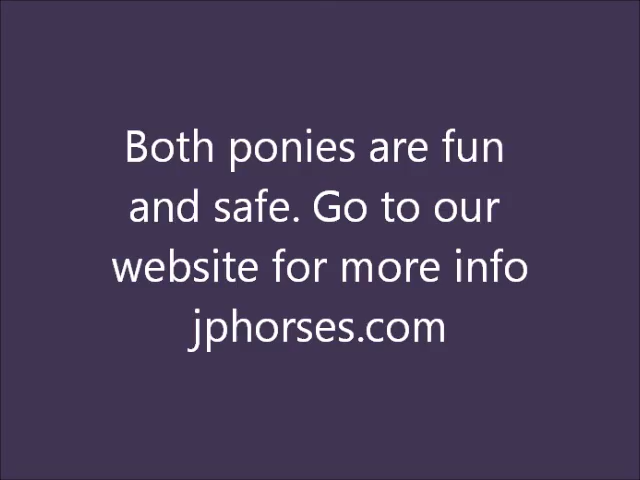 Both ponies are fun
and safe. Go to our
website for more info
jphorses.com